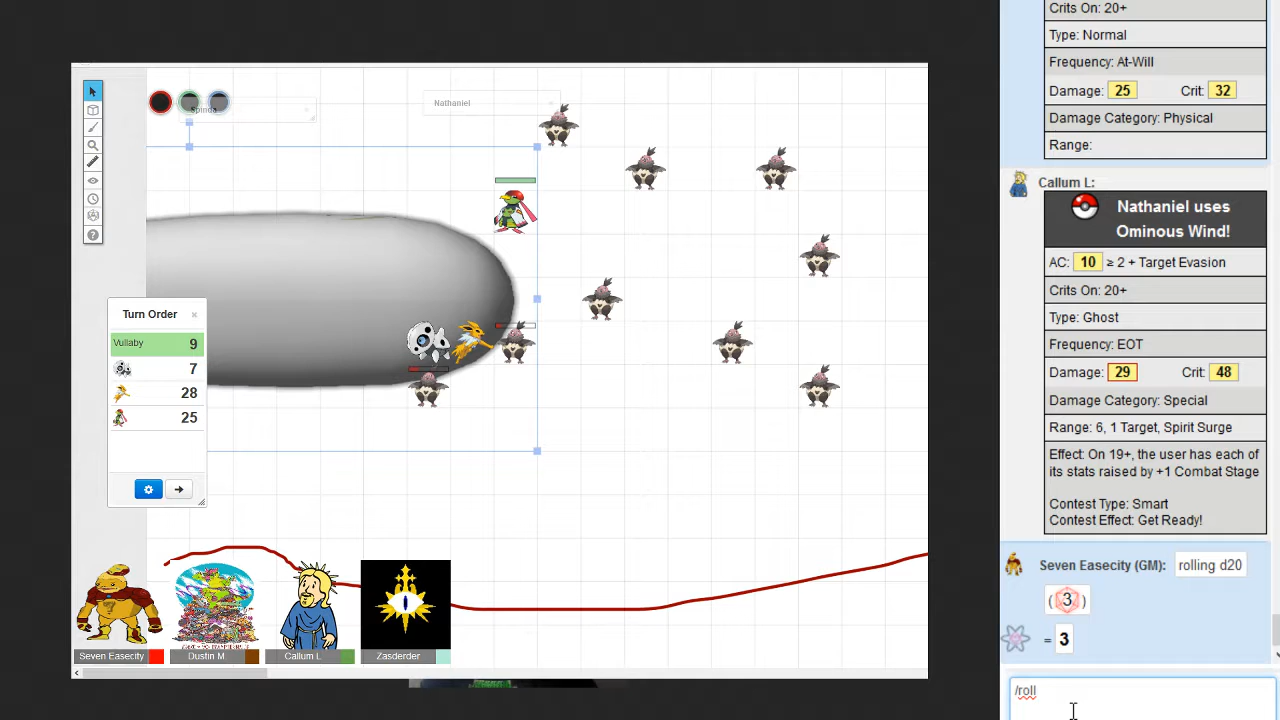 Spinda
Nathaniel
Turn Order
Vullaby 9
7
28
25
Seven Easecity
Dustin M
Callum L
Zasderder
Crits On: 20+
Type: Normal
Frequency: At-Will
Damage: 25 Crit: 32
Damage Category: Physical
Range:
Callum L:
Nathaniel uses
Ominous Wind!
AC: 10 ≥ 2 + Target Evasion
Crits On: 20+
Type: Ghost
Frequency: EOT
Damage: 29 Crit: 48
Damage Category: Special
Range: 6, 1 Target, Spirit Surge
Effect: On 19+, the user has each of
its stats raised by +1 Combat Stage
Contest Type: Smart
Contest Effect: Get Ready!
Seven Easecity (GM): rolling d20
(3)
= 3
/roll